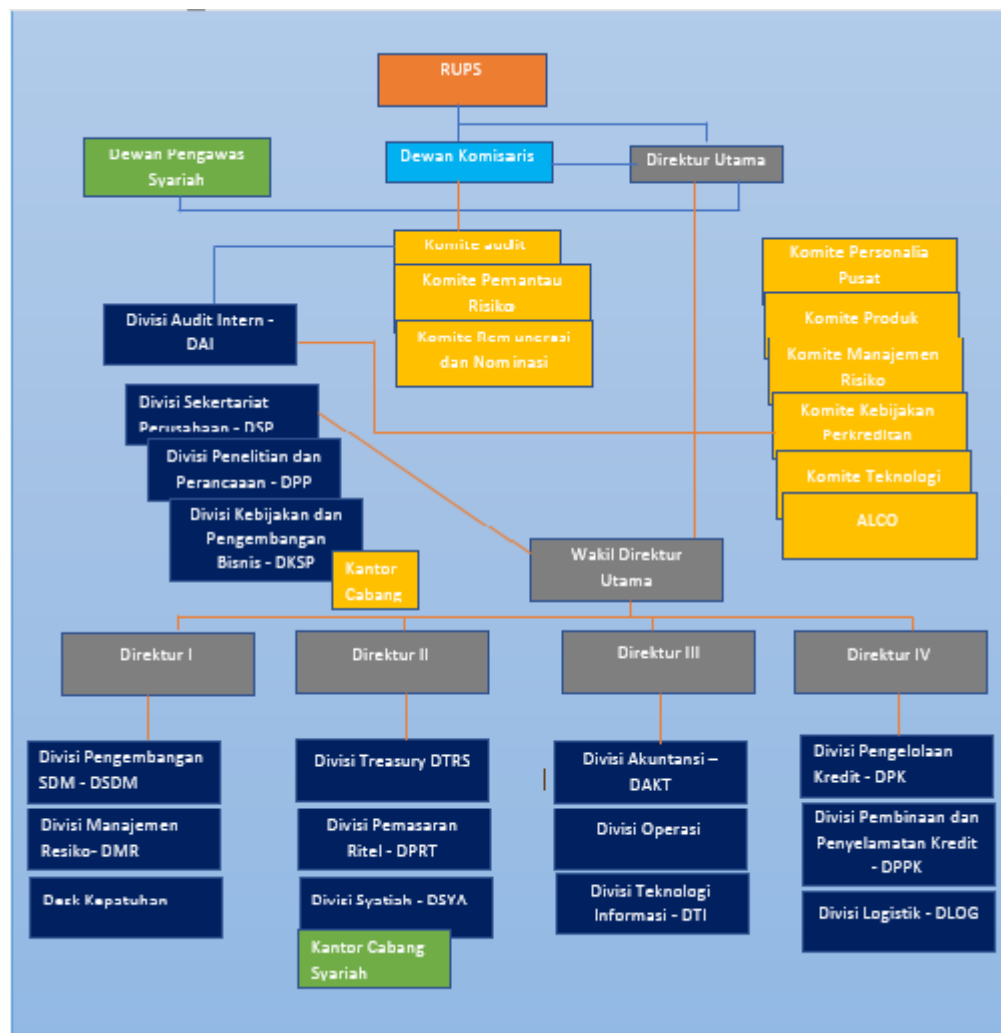 RUPS
Dewan Pengawas
Syariah
Dewan Komisaris
Direktur Utama
Komite audit
Komite Pemantau
Risiko
Komite Remunerasi
dan Nominasi
Komite Personalia
Pusat
Komite Produk
Komite Manajemen
Risiko
Komite Kebijakan
Perkreditan
Komite Teknologi
ALCO
Divisi Audit Intern -
DAI
Divisi Sekertariat
Perusahaan - DSP
Divisi Penelitian dan
Perancaaan - DPP
Divisi Kebijakan dan
Pengembangan
Bisnis - DKSP
Kantor
Cabang
Wakil Direktur
Utama
Direktur I
Direktur II
Direktur III
Direktur IV
Divisi Pengembangan
SDM - DSDM
Divisi Manajemen
Resiko- DMR
Desk Kepatuhan
Divisi Treasury DTRS
Divisi Pemasaran
Ritel - DPRT
Divisi Syatiah - DSYA
Kantor Cabang
Syariah
Divisi Akuntansi –
DAKT
Divisi Operasi
Divisi Teknologi
Informasi - DTI
Divisi Pengelolaan
Kredit - DPK
Divisi Pembinaan dan
Penyelamatan Kredit
- DPPK
Divisi Logistik - DLOG